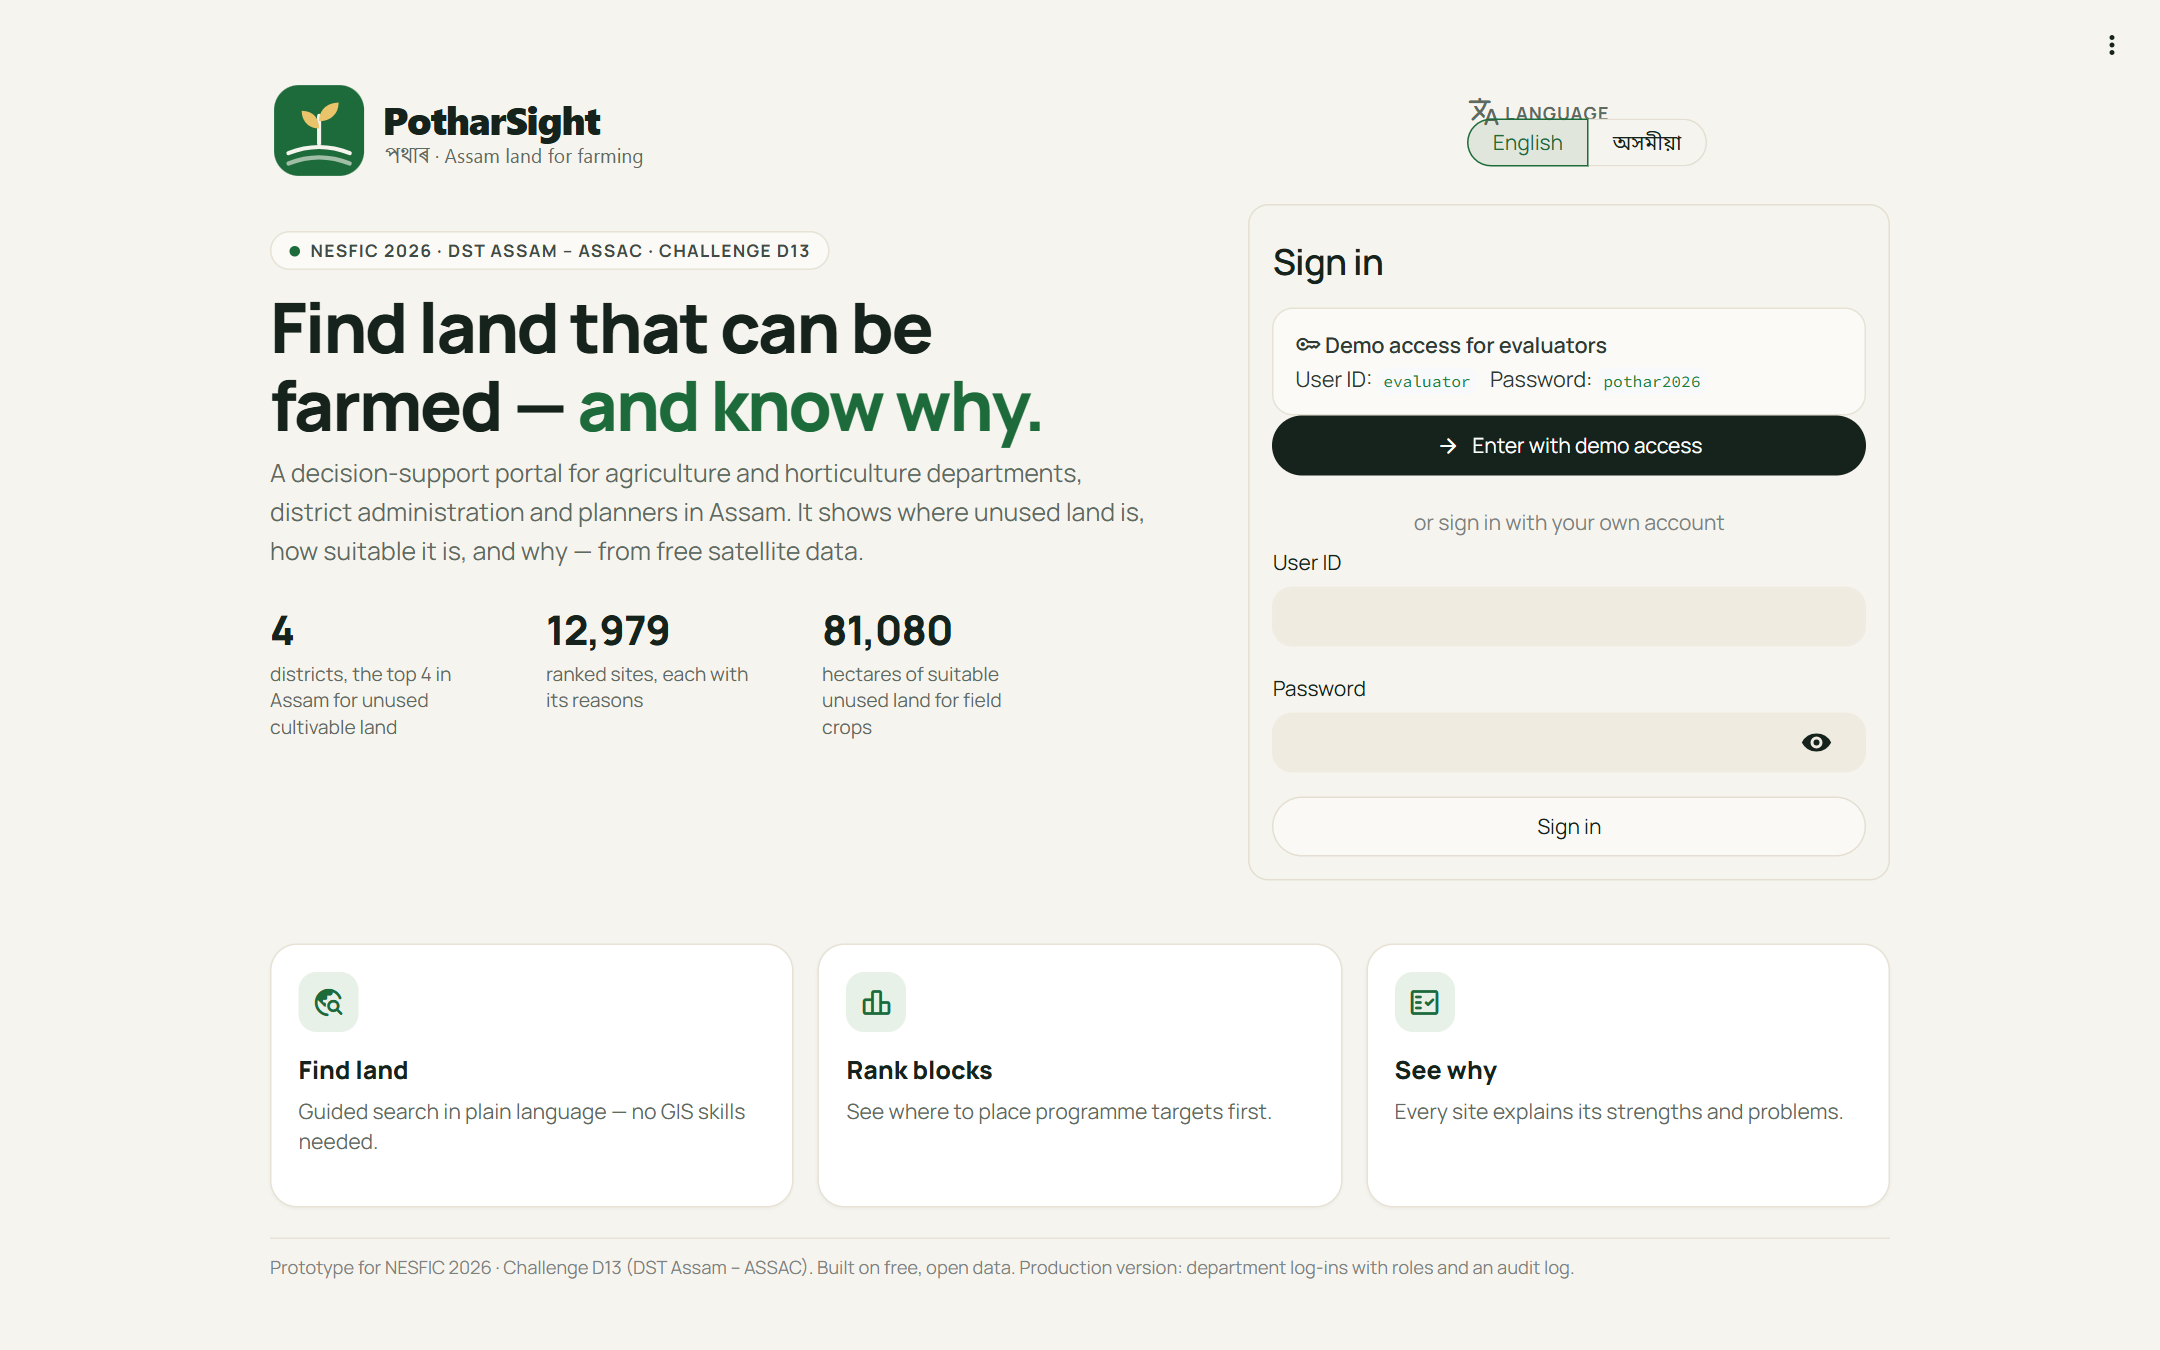 PotharSight
পথাৰ · Assam land for farming
LANGUAGE
English
অসমীয়া
NESFIC 2026 · DST ASSAM – ASSAC · CHALLENGE D13
Find land that can be
farmed — and know why.
A decision-support portal for agriculture and horticulture departments,
district administration and planners in Assam. It shows where unused land is,
how suitable it is, and why — from free satellite data.
4
districts, the top 4 in
Assam for unused
cultivable land
12,979
ranked sites, each with
its reasons
81,080
hectares of suitable
unused land for field
crops
Sign in
Demo access for evaluators
User ID: evaluator Password: pothar2026
Enter with demo access
or sign in with your own account
User ID
Password
Sign in
Find land
Guided search in plain language — no GIS skills
needed.
Rank blocks
See where to place programme targets first.
See why
Every site explains its strengths and problems.
Prototype for NESFIC 2026 · Challenge D13 (DST Assam – ASSAC). Built on free, open data. Production version: department log-ins with roles and an audit log.